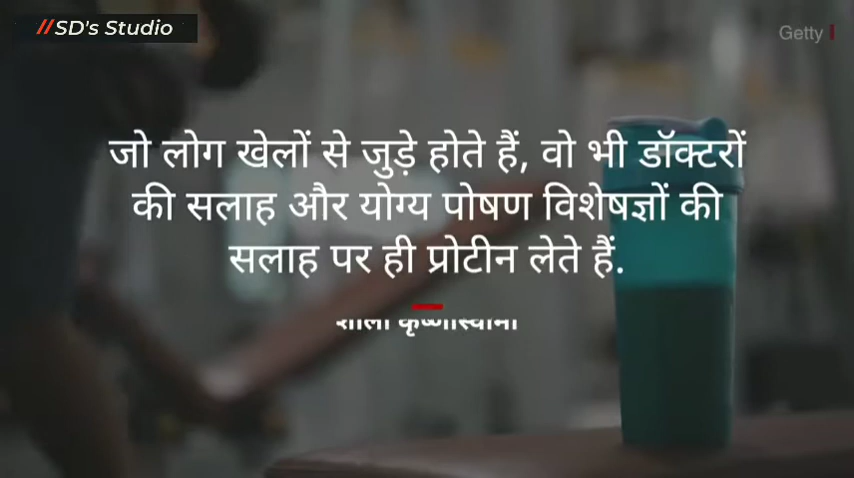 //SD's Studio
Getty
जो लोग खेलों से जुड़े होते हैं, वो भी डॉक्टरों
की सलाह और योग्य पोषण विशेषज्ञों की
सलाह पर ही प्रोटीन लेते हैं.